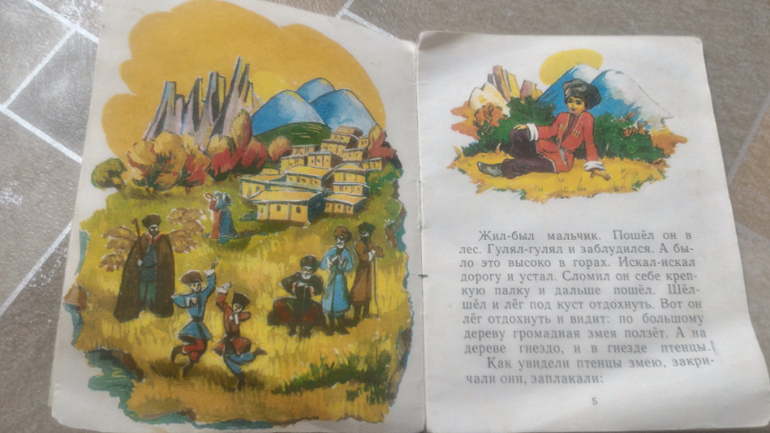 Жил-был мальчик. Пошёл он в
лес. Гулял-гулял и заблудился. А бы-
ло это высоко в горах. Искал-искал
дорогу и устал. Сломил он себе креп-
кую палку и дальше пошёл. Шёл-
шёл и лёг под куст отдохнуть. Вот он
лёг отдохнуть и видит: по большому
дереву громадная змея ползёт. А на
дереве гнездо, и в гнезде птенцы.
Как увидели птенцы змею, закри-
чали они, заплакали:
5